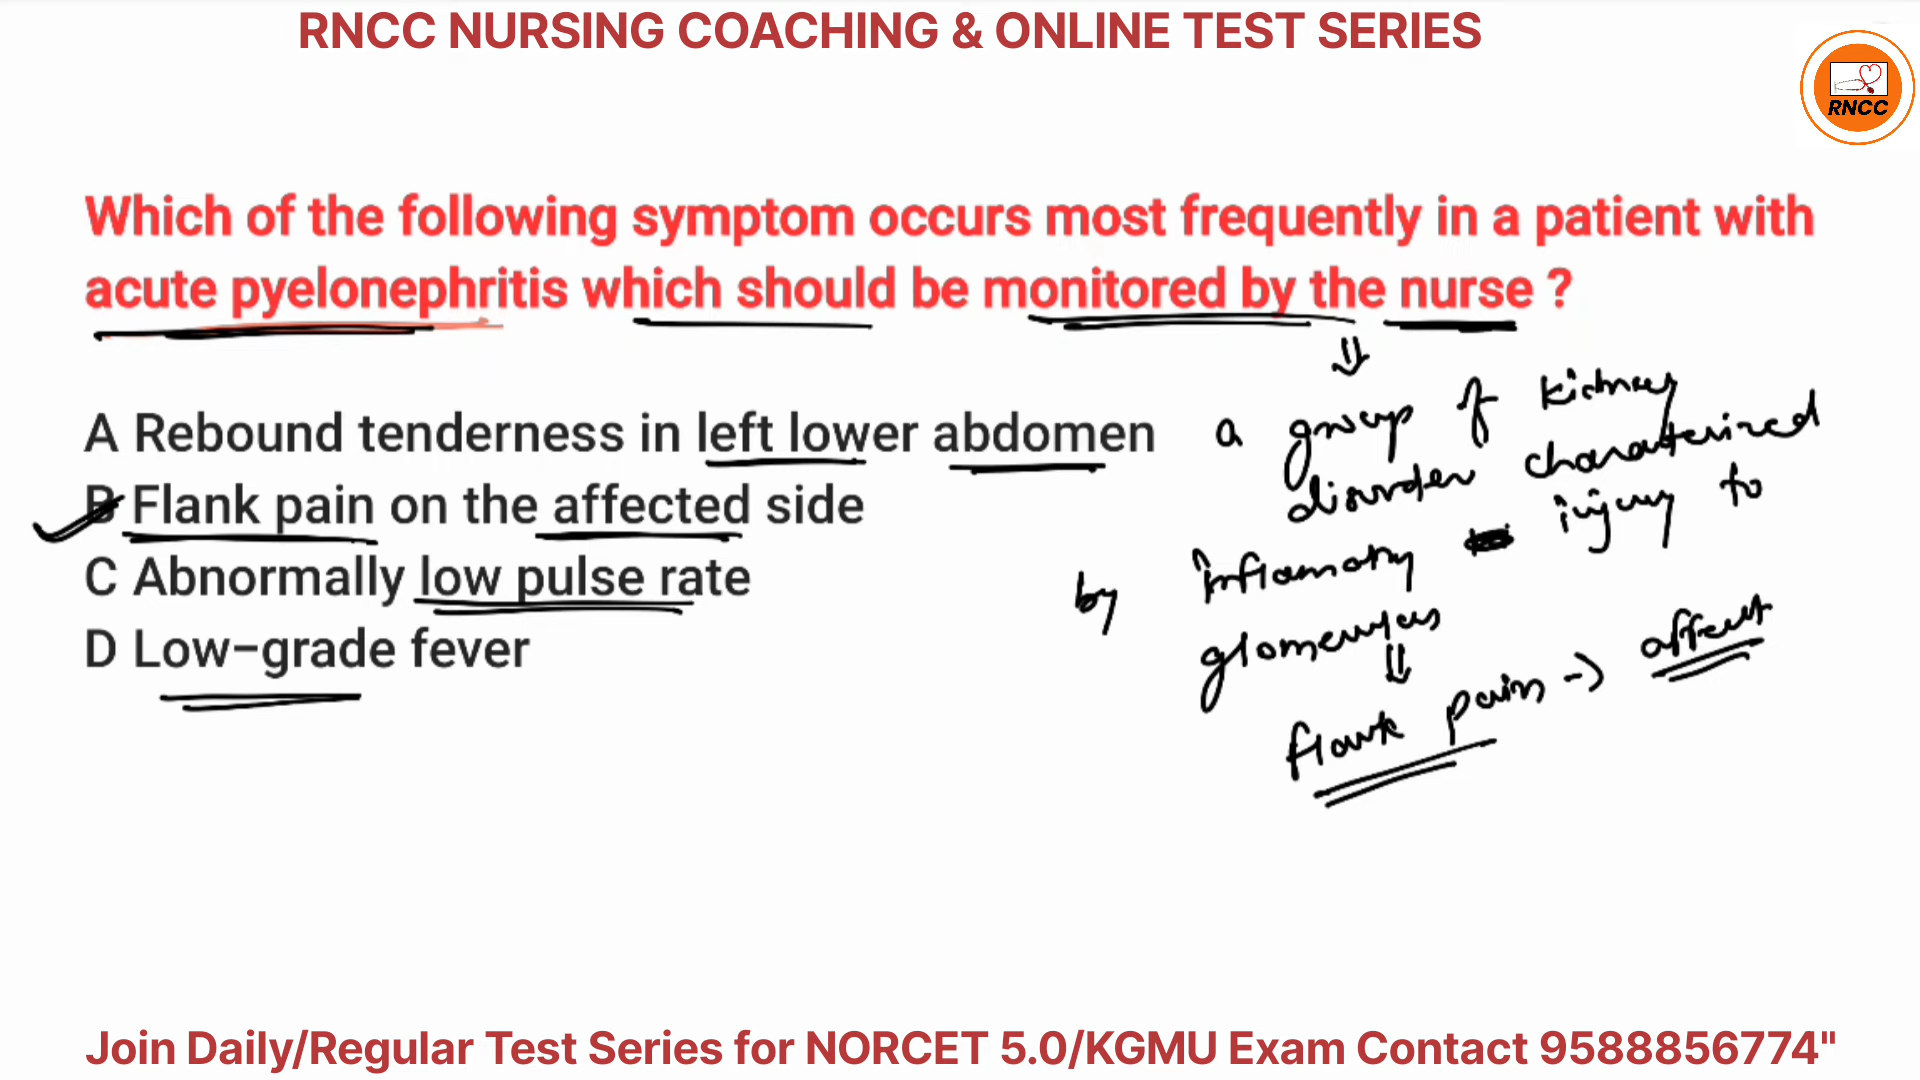 RNCC NURSING COACHING & ONLINE TEST SERIES
RNCC
Which of the following symptom occurs most frequently in a patient with
acute pyelonephritis which should be monitored by the nurse ?
A Rebound tenderness in left lower abdomen
B Flank pain on the affected side
C Abnormally low pulse rate
D Low-grade fever
a group of kidney
disorder characterized
by inflamatry injury to
glomerulus
flank pain -> affect
Join Daily/Regular Test Series for NORCET 5.0/KGMU Exam Contact 9588856774"